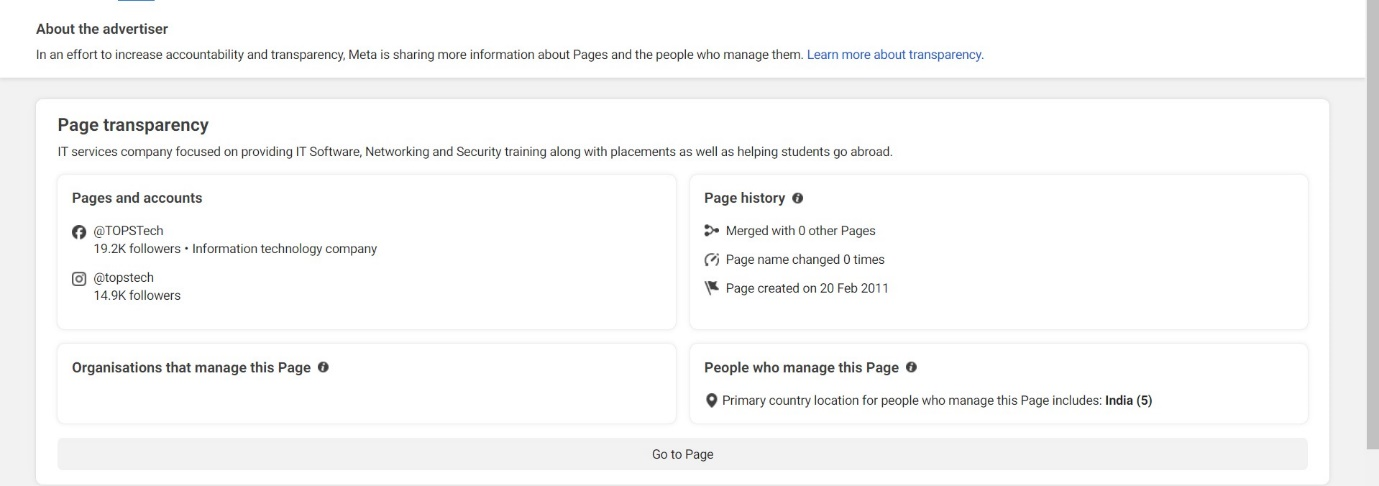 About the advertiser
In an effort to increase accountability and transparency, Meta is sharing more information about Pages and the people who manage them. Learn more about transparency.
Page transparency
IT services company focused on providing IT Software, Networking and Security training along with placements as well as helping students go abroad.
Pages and accounts
@TOPSTech
19.2K followers • Information technology company
@topstech
14.9K followers
Page history
Merged with 0 other Pages
Page name changed 0 times
Page created on 20 Feb 2011
Organisations that manage this Page
People who manage this Page
Primary country location for people who manage this Page includes: India (5)
Go to Page